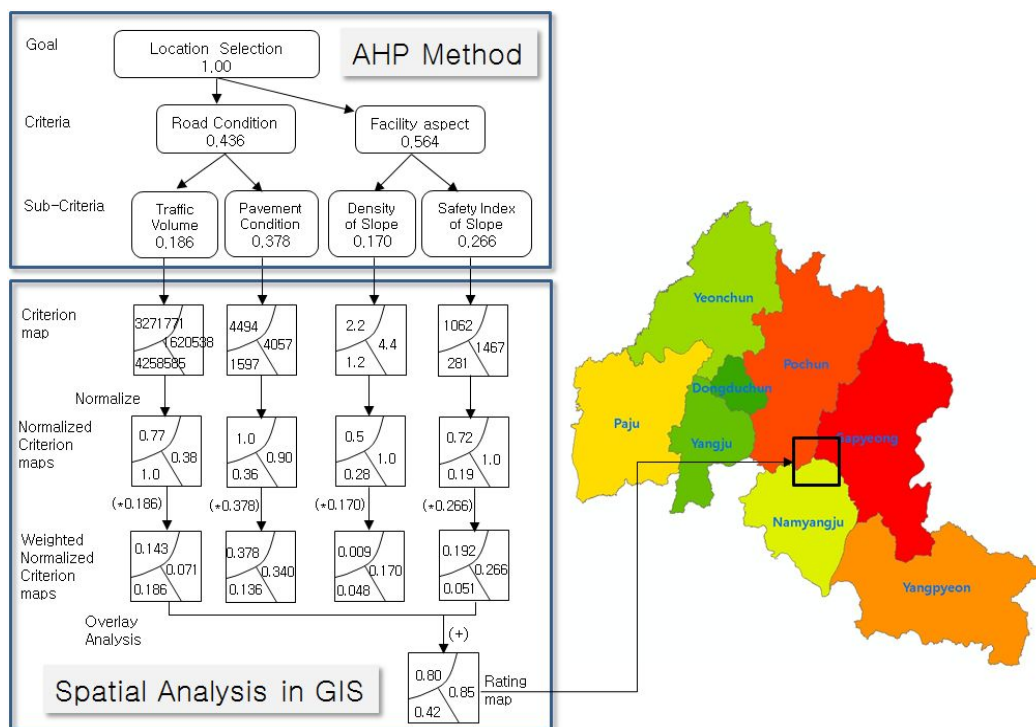 Goal
Location Selection
1,00
AHP Method
Criteria
Road Condition
0,436
Facility aspect
0,564
Sub-Criteria
Traffic
Volume
0,186
Pavement
Condition
0,378
Density
of Slope
0,170
Safety Index
of Slope
0,266
Criterion
map
3271771
1620538
4258585
4494
4057
1597
2.2
4.4
1.2
1062
1467
281
Normalize
Normalized
Criterion
maps
0.77
0.38
1.0
1.0
0.90
0.36
0.5
1.0
0.28
0.72
1.0
0.19
(*0.186)
(*0.378)
(*0.170)
(*0.266)
Weighted
Normalized
Criterion
maps
0.143
0.071
0.186
0.378
0.340
0.136
0.009
0.170
0.048
0.192
0.266
0.051
Overlay
Analysis
(+)
Spatial Analysis in GIS
0.80
0.85
0.42
Rating
map
Yeonchun
Pochun
Dongduchun
Paju
Yangju
Gapyeong
Namyangju
Yangpyeon